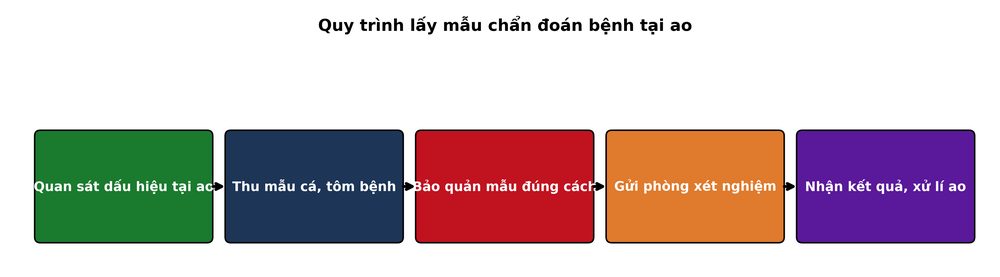 Quy trình lấy mẫu chẩn đoán bệnh tại ao
Quan sát dấu hiệu tại ao
Thu mẫu cá, tôm bệnh
Bảo quản mẫu đúng cách
Gửi phòng xét nghiệm
Nhận kết quả, xử lí ao